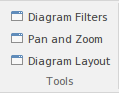 Diagram Filters
Pan and Zoom
Diagram Layout
Tools